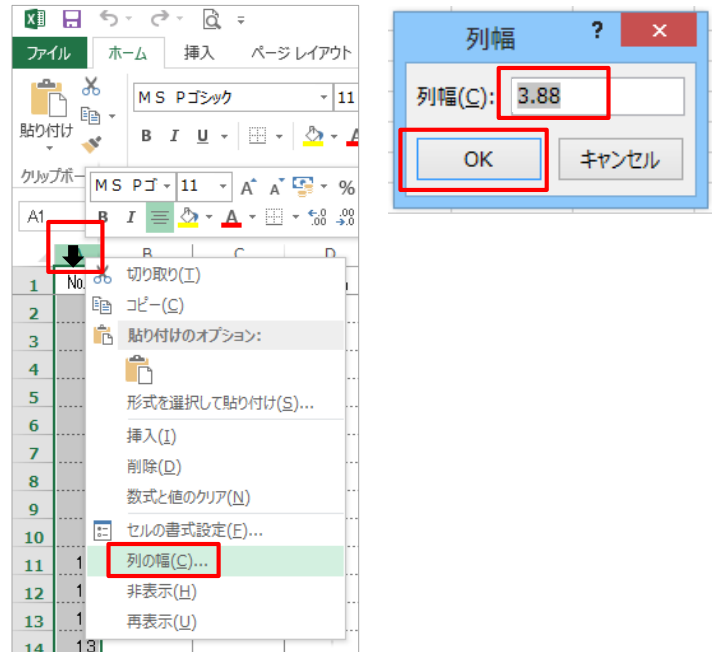 ファイル ホーム 挿入 ページ レイアウト
ＭＳ Ｐゴシック 11
貼り付け
B I U
クリップボー
ＭＳ Ｐゴ 11 A A %
A1 B I A
B C D
1 No.
2
3
4
5
6
7
8
9
10
11 1
12 1
13 1
14 13
切り取り(T)
コピー(C)
貼り付けのオプション:
形式を選択して貼り付け(S)...
挿入(I)
削除(D)
数式と値のクリア(N)
セルの書式設定(F)...
列の幅(C)...
非表示(H)
再表示(U)
列幅 ? ×
列幅(C): 3.88
OK キャンセル